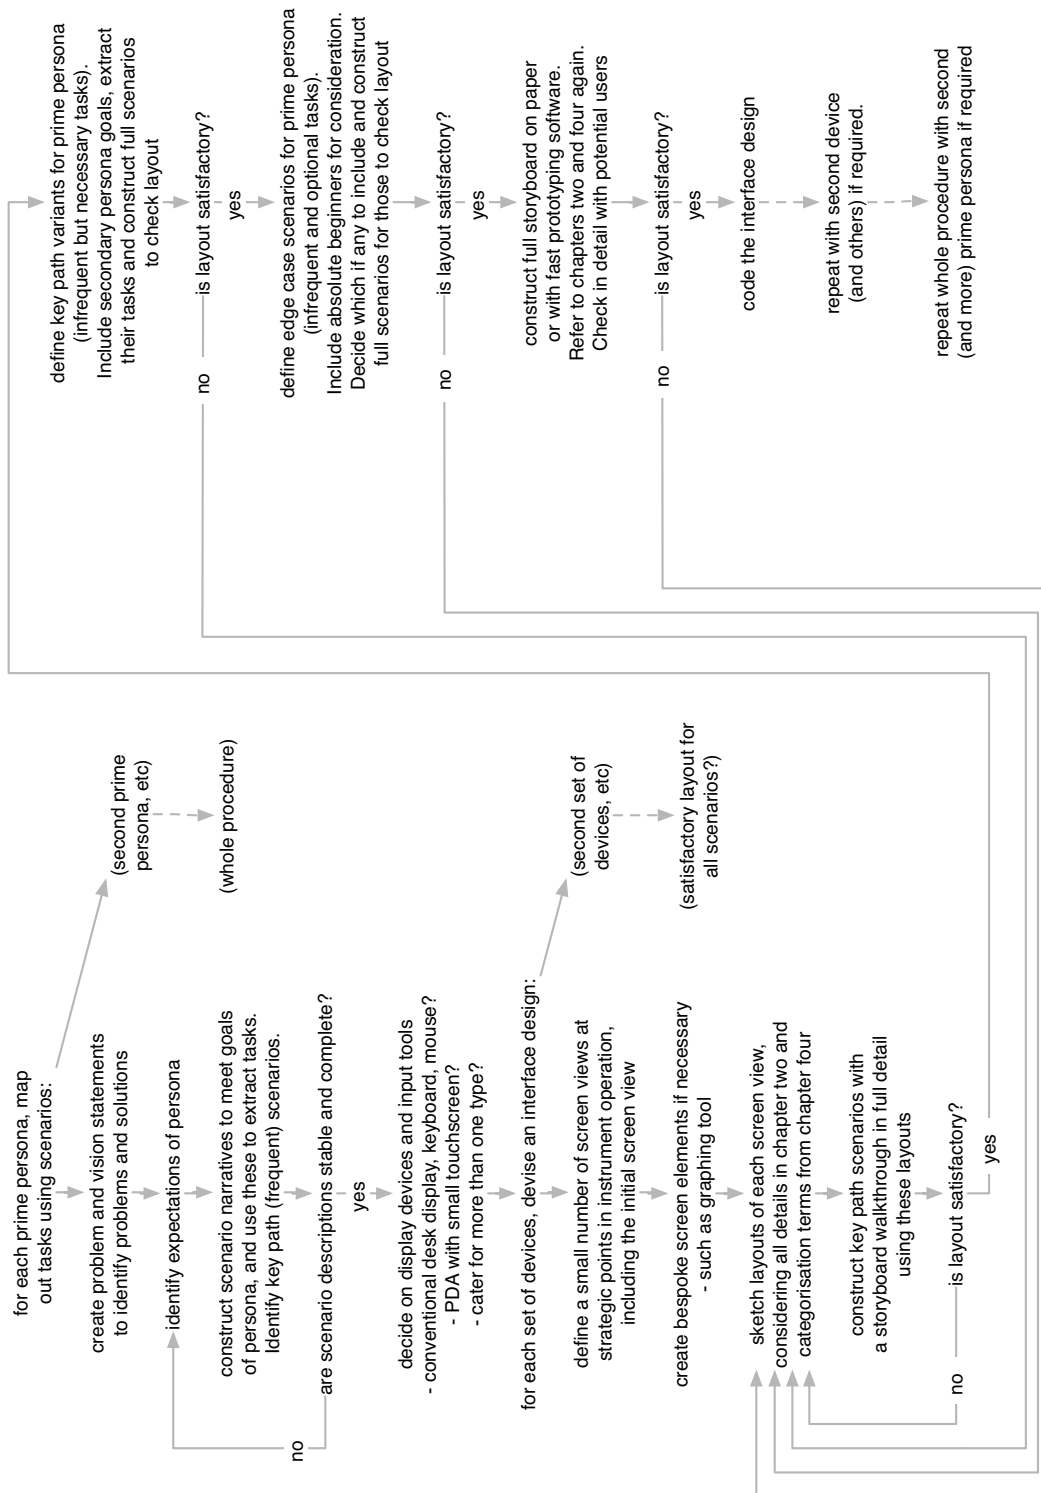 for each prime persona, map
out tasks using scenarios:
create problem and vision statements
to identify problems and solutions
identify expectations of persona
construct scenario narratives to meet goals
of persona, and use these to extract tasks.
Identify key path (frequent) scenarios.
are scenario descriptions stable and complete?
no
yes
decide on display devices and input tools
- conventional desk display, keyboard, mouse?
- PDA with small touchscreen?
- cater for more than one type?
for each set of devices, devise an interface design:
define a small number of screen views at
strategic points in instrument operation,
including the initial screen view
create bespoke screen elements if necessary
- such as graphing tool
sketch layouts of each screen view,
considering all details in chapter two and
categorisation terms from chapter four
construct key path scenarios with
a storyboard walkthrough in full detail
using these layouts
no
is layout satisfactory?
yes
(second prime
persona, etc)
(whole procedure)
(second set of
devices, etc)
(satisfactory layout for
all scenarios?)
define key path variants for prime persona
(infrequent but necessary tasks).
Include secondary persona goals, extract
their tasks and construct full scenarios
to check layout
no
is layout satisfactory?
yes
define edge case scenarios for prime persona
(infrequent and optional tasks).
Include absolute beginners for consideration.
Decide which if any to include and construct
full scenarios for those to check layout
no
is layout satisfactory?
yes
construct full storyboard on paper
or with fast prototyping software.
Refer to chapters two and four again.
Check in detail with potential users
no
is layout satisfactory?
yes
code the interface design
repeat with second device
(and others) if required.
repeat whole procedure with second
(and more) prime persona if required